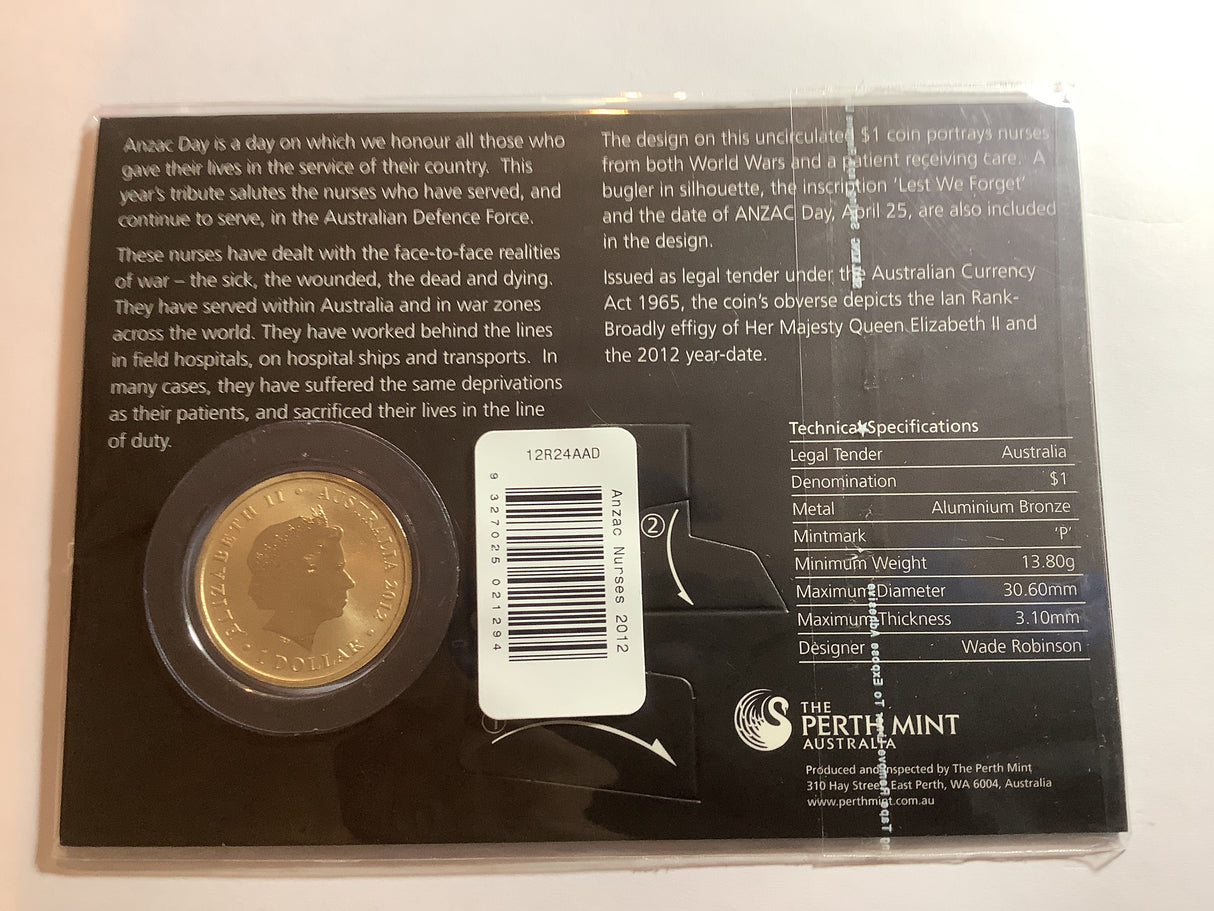 Anzac Day is a day on which we honour all those who
gave their lives in the service of their country. This
year's tribute salutes the nurses who have served, and
continue to serve, in the Australian Defence Force.
These nurses have dealt with the face-to-face realities
of war – the sick, the wounded, the dead and dying.
They have served within Australia and in war zones
across the world. They have worked behind the lines
in field hospitals, on hospital ships and transports. In
many cases, they have suffered the same deprivations
as their patients, and sacrificed their lives in the line
of duty.
The design on this uncirculated $1 coin portrays nurses
from both World Wars and a patient receiving care. A
bugler in silhouette, the inscription 'Lest We Forget'
and the date of ANZAC Day, April 25, are also included
in the design.
Issued as legal tender under the Australian Currency
Act 1965, the coin's obverse depicts the Ian Rank-
Broadly effigy of Her Majesty Queen Elizabeth II and
the 2012 year-date.
Technical Specifications
Legal Tender Australia
Denomination $1
Metal Aluminium Bronze
Mintmark 'P'
Minimum Weight 13.80g
Maximum Diameter 30.60mm
Maximum Thickness 3.10mm
Designer Wade Robinson
ELIZABETH II • AUSTRALIA 2012 •
1 DOLLAR •
12R24AAD
Anzac Nurses 2012
9 327025 021294
②
①
THE
PERTH MINT
AUSTRALIA
Produced and Inspected by The Perth Mint
310 Hay Street, East Perth, WA 6004, Australia
www.perthmint.com.au
To Expose Adhesive